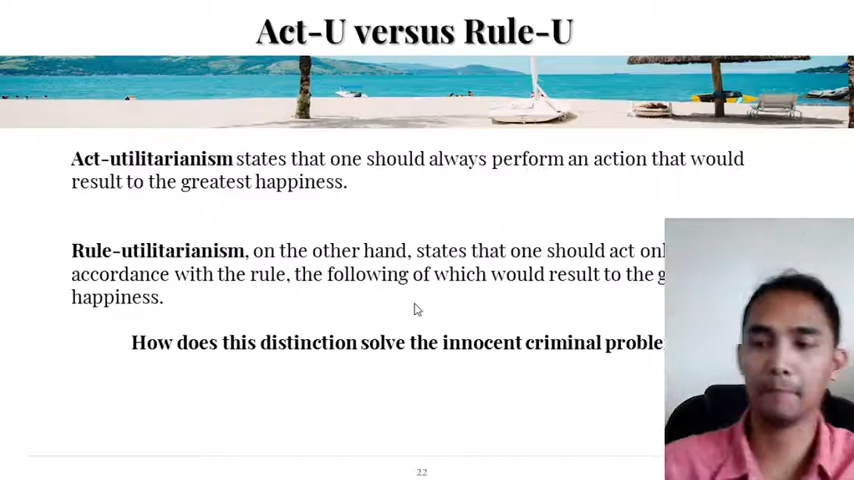 Act-U versus Rule-U
Act-utilitarianism states that one should always perform an action that would
result to the greatest happiness.
Rule-utilitarianism, on the other hand, states that one should act
accordance with the rule, the following of which would result to the
happiness.
How does this distinction solve the innocent criminal
22